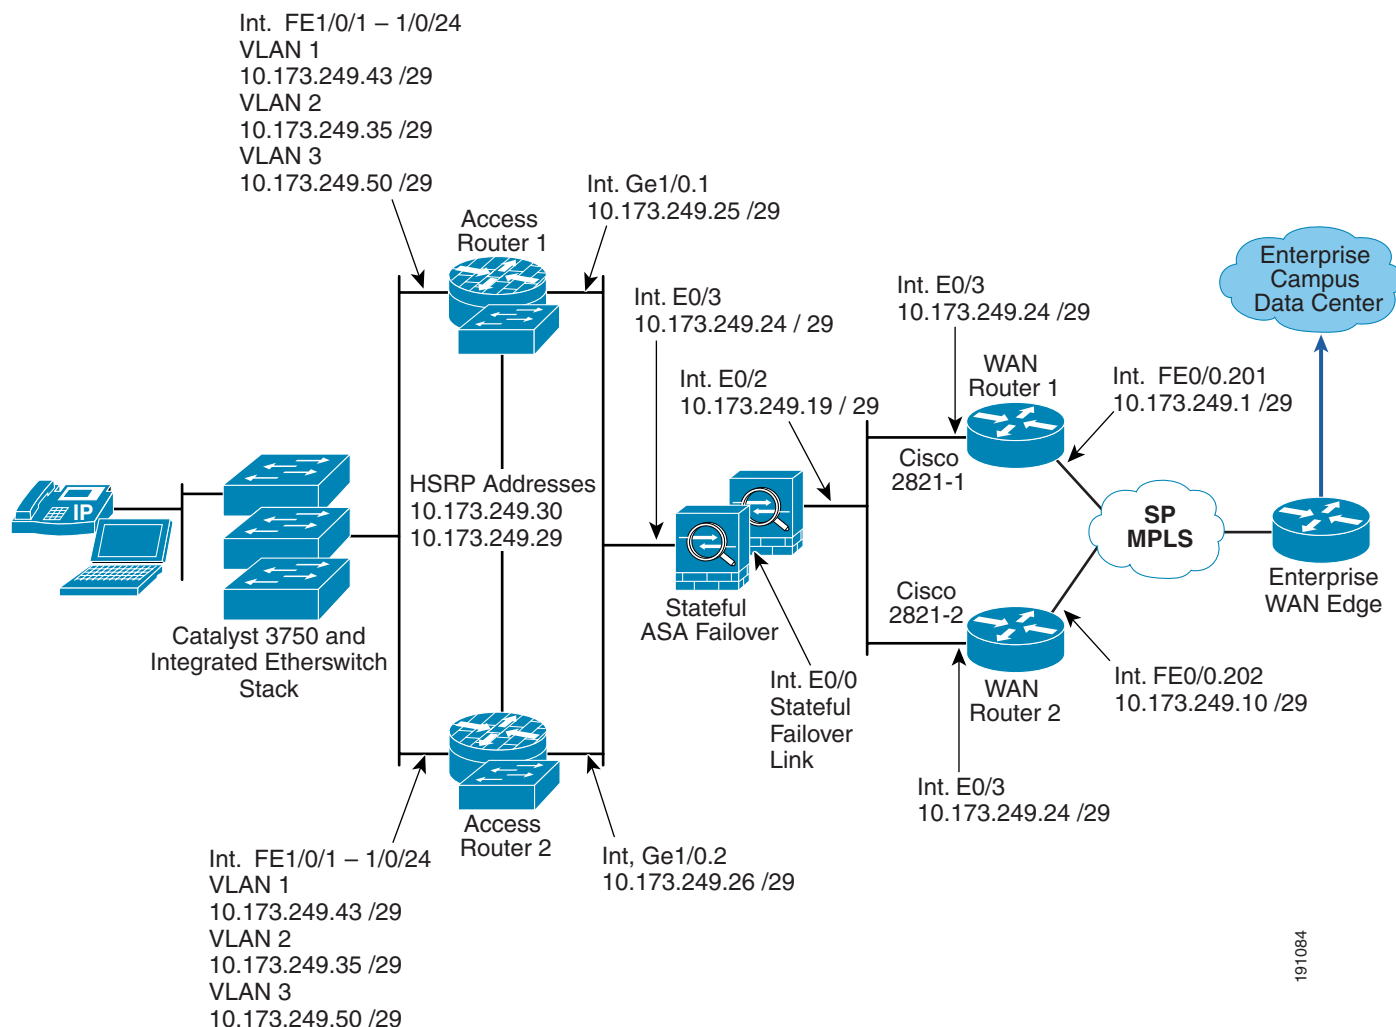 Int.  FE1/0/1 – 1/0/24
VLAN 1
10.173.249.43 /29
VLAN 2
10.173.249.35 /29
VLAN 3
10.173.249.50 /29
Access
Router 1
Int. Ge1/0.1
10.173.249.25 /29
Int. E0/3
10.173.249.24 / 29
Int. E0/2
10.173.249.19 / 29
Int. E0/3
10.173.249.24 /29
WAN
Router 1
Int.  FE0/0.201
10.173.249.1 /29
Enterprise
Campus
Data Center
Cisco
2821-1
HSRP Addresses
10.173.249.30
10.173.249.29
IP
SP
MPLS
Catalyst 3750 and
Integrated Etherswitch
Stack
Stateful
ASA Failover
Cisco
2821-2
Enterprise
WAN Edge
Int. E0/0
Stateful
Failover
Link
WAN
Router 2
Int. FE0/0.202
10.173.249.10 /29
Int. E0/3
10.173.249.24 /29
Access
Router 2
Int, Ge1/0.2
10.173.249.26 /29
Int.  FE1/0/1 – 1/0/24
VLAN 1
10.173.249.43 /29
VLAN 2
10.173.249.35 /29
VLAN 3
10.173.249.50 /29
191084